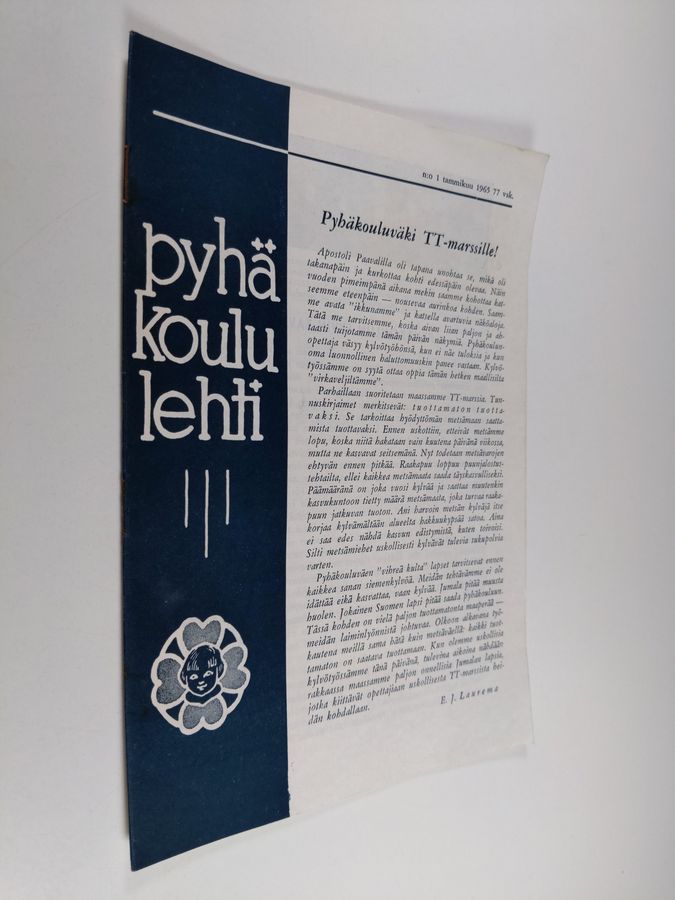 pyhä
koulu
lehti
n:o 1 tammikuu 1965 77 vsk.
Pyhäkouluväki TT-marssille!
Apostoli Paavalilla oli tapana unohtaa se, mikä oli
takanapäin ja kurkottaa kohti edessäpäin olevaa. Näin
vuoden pimeimpänä aikana mekin saamme kohottaa kat-
seemme eteenpäin — nousevaa aurinkoa kohden. Saam-
me avata "ikkunamme" ja katsella avartuvia näköaloja.
Tätä me tarvitsemme, koska aivan liian paljon ja ah-
taasti tuijotamme tämän päivän näkymiä. Pyhäkoulun-
opettaja väsyy kylvötyöhönsä, kun ei näe tuloksia ja kun
oma luonnollinen haluttomuuskin panee vastaan. Kylvö-
työssämme on syytä ottaa oppia tämän hetken maallisilta
"virkaveljiltämme".
Parhaillaan suoritetaan maassamme TT-marssia. Tun-
nuskirjaimet merkitsevät: tuottamaton tuotta-
vaksi. Se tarkoittaa hyödyttömän metsämaan saatta-
mista tuottavaksi. Ennen uskottiin, etteivät metsämme
lopu, koska niitä hakataan vain kuutena päivänä viikossa,
mutta ne kasvavat seitsemänä. Nyt todetaan metsävarojen
ehtyvän ennen pitkää. Raakapuu loppuu puunjalostus-
tehtailta, ellei kaikkea metsämaata saada täyskasvulliseksi.
Päämääränä on joka vuosi kylvää ja saattaa muutenkin
kasvukuntoon tietty määrä metsämaata, joka turvaa raaka-
puun jatkuvan tuoton. Ani harvoin metsän kylväjä itse
korjaa kylvämältään alueelta hakkuukypsää satoa. Aina
ei saa edes nähdä kasvun edistymistä, kuten toivoisi.
Silti metsämiehet uskollisesti kylvävät tulevia sukupolvia
varten.
Pyhäkouluväen "vihreä kulta" lapset tarvitsevat ennen
kaikkea sanan siemenkylvöä. Meidän tehtävämme ei ole
idättää eikä kasvattaa, vaan kylvää. Jumala pitää muusta
huolen. Jokainen Suomen lapsi pitää saada pyhäkouluun.
Tässä kohden on vielä paljon tuottamatonta maaperää —
meidän laiminlyönnistä johtuvaa. Olkoon alkavana työ-
kautena meillä sama hätä kuin metsäväellä: kaikki tuot-
tamaton on saatava tuottamaan. Kun olemme uskollisia
kylvötyössämme tänä päivänä, tulevina aikoina nähdään
rakkaassa maassamme paljon onnellisia Jumalan lapsia,
jotka kiittävät opettajiaan uskollisesta TT-marssista hei-
dän kohdallaan.
E. J. Laurema